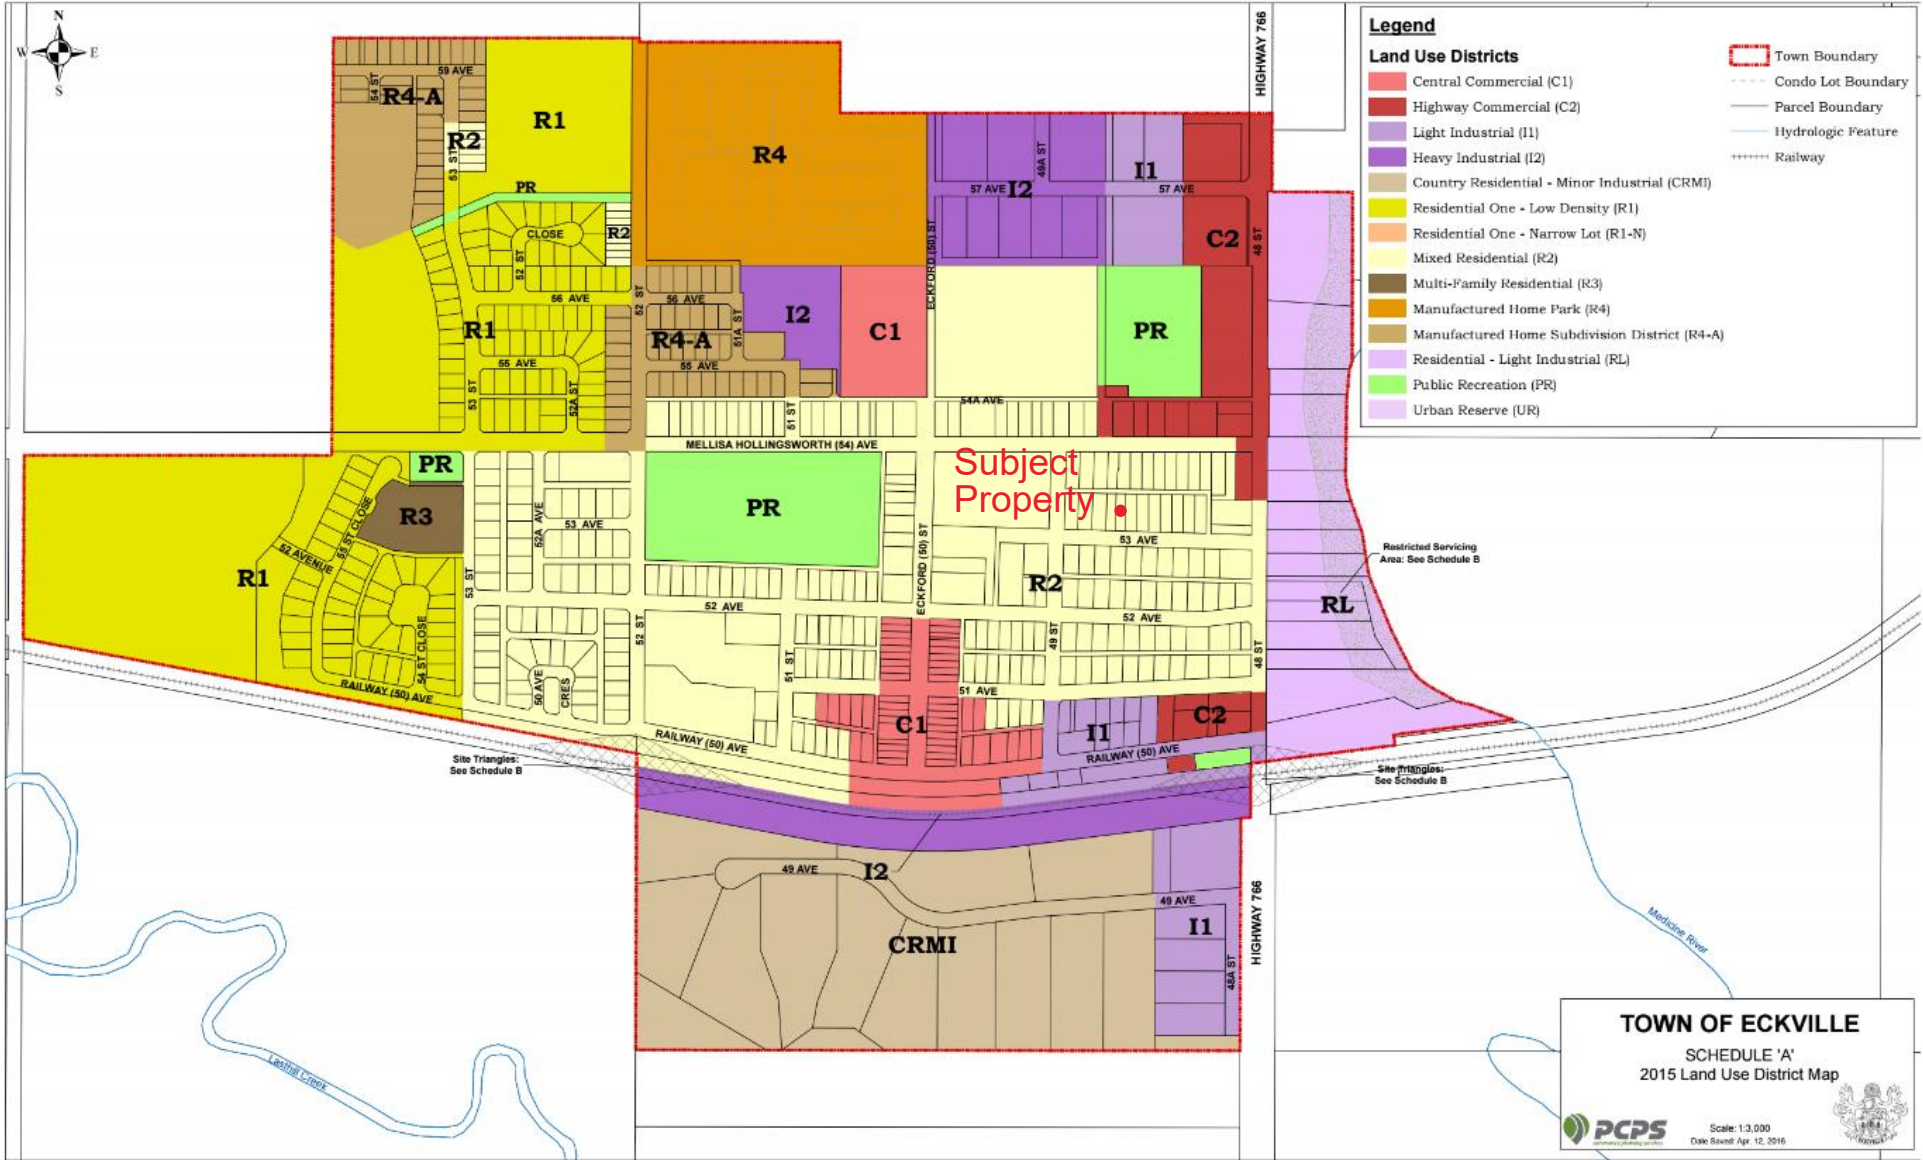 N
W E
S
HIGHWAY 766
Legend
Land Use Districts
Central Commercial (C1)
Highway Commercial (C2)
Light Industrial (I1)
Heavy Industrial (I2)
Country Residential - Minor Industrial (CRMI)
Residential One - Low Density (R1)
Residential One - Narrow Lot (R1-N)
Mixed Residential (R2)
Multi-Family Residential (R3)
Manufactured Home Park (R4)
Manufactured Home Subdivision District (R4-A)
Residential - Light Industrial (RL)
Public Recreation (PR)
Urban Reserve (UR)
Town Boundary
Condo Lot Boundary
Parcel Boundary
Hydrologic Feature
Railway
59 AVE
54 ST
R4-A
R1
R2
53 ST
PR
R4
49A ST
I1
57 AVE
I2
57 AVE
CLOSE
R2
52 ST
ECKFORD (50) ST
C2
48 ST
56 AVE
52 ST
56 AVE
I2
R1
R4-A
51A ST
C1
PR
55 AVE
55 AVE
53 ST
52A ST
51 ST
54A AVE
MELLISA HOLLINGSWORTH (54) AVE
Subject
Property
PR
R3
55 ST CLOSE
52A AVE
53 AVE
PR
ECKFORD (50) ST
53 AVE
Restricted Servicing
Area: See Schedule B
52 AVENUE
R1
53 ST
R2
RL
52 AVE
52 AVE
54 ST CLOSE
52 ST
49 ST
48 ST
51 ST
50 AVE
CRES
51 AVE
RAILWAY (50) AVE
C1
I1
C2
RAILWAY (50) AVE
RAILWAY (50) AVE
Site Triangles:
See Schedule B
Site Triangles:
See Schedule B
49 AVE
I2
49 AVE
HIGHWAY 766
I1
CRMI
48A ST
Medicine River
Lasthill Creek
TOWN OF ECKVILLE
SCHEDULE 'A'
2015 Land Use District Map
PCPS
Scale: 1:3,000
Date Saved: Apr. 12, 2016